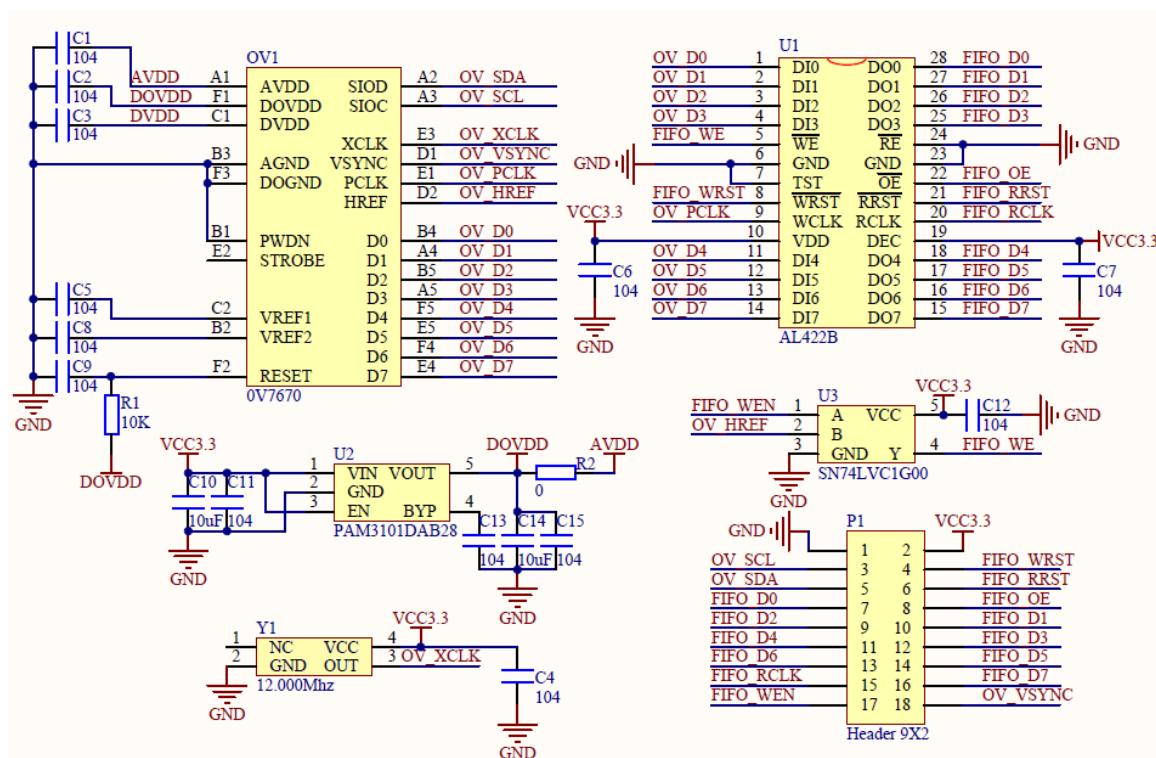 C1
104
C2
104
C3
104
AVDD
DOVDD
DVDD
OV1
A1 AVDD SIOD A2 OV_SDA
F1 DOVDD SIOC A3 OV_SCL
C1 DVDD
XCLK E3 OV_XCLK
B3 AGND VSYNC D1 OV_VSYNC
F3 DOGND PCLK E1 OV_PCLK
HREF D2 OV_HREF
B1 PWDN D0 B4 OV_D0
E2 STROBE D1 A4 OV_D1
D2 B5 OV_D2
D3 A5 OV_D3
C2 VREF1 D4 F5 OV_D4
B2 VREF2 D5 E5 OV_D5
D6 F4 OV_D6
F2 RESET D7 E4 OV_D7
0V7670
C5
104
C8
104
C9
104
GND
R1
10K
DOVDD
U1
OV_D0 1 DI0 DO0 28 FIFO_D0
OV_D1 2 DI1 DO1 27 FIFO_D1
OV_D2 3 DI2 DO2 26 FIFO_D2
OV_D3 4 DI3 DO3 25 FIFO_D3
FIFO_WE 5 WE RE 24
GND 6 GND GND 23 GND
7 TST OE 22 FIFO_OE
FIFO_WRST 8 WRST RRST 21 FIFO_RRST
OV_PCLK 9 WCLK RCLK 20 FIFO_RCLK
VCC3.3 10 VDD DEC 19 VCC3.3
OV_D4 11 DI4 DO4 18 FIFO_D4
OV_D5 12 DI5 DO5 17 FIFO_D5
OV_D6 13 DI6 DO6 16 FIFO_D6
OV_D7 14 DI7 DO7 15 FIFO_D7
AL422B
C6
104
GND
C7
104
GND
VCC3.3
U2
1 VIN VOUT 5
2 GND
3 EN BYP 4
PAM3101DAB28
C10
10uF
C11
104
GND
DOVDD
R2
0
AVDD
C13
104
C14
10uF
C15
104
GND
U3
FIFO_WEN 1 A VCC 5
OV_HREF 2 B
3 GND Y 4 FIFO_WE
SN74LVC1G00
VCC3.3
C12
104
GND
GND
Y1
1 NC VCC 4
2 GND OUT 3 OV_XCLK
12.000Mhz
VCC3.3
GND
C4
104
GND
P1
GND 1 2 VCC3.3
OV_SCL 3 4 FIFO_WRST
OV_SDA 5 6 FIFO_RRST
FIFO_D0 7 8 FIFO_OE
FIFO_D2 9 10 FIFO_D1
FIFO_D4 11 12 FIFO_D3
FIFO_D6 13 14 FIFO_D5
FIFO_RCLK 15 16 FIFO_D7
FIFO_WEN 17 18 OV_VSYNC
Header 9X2